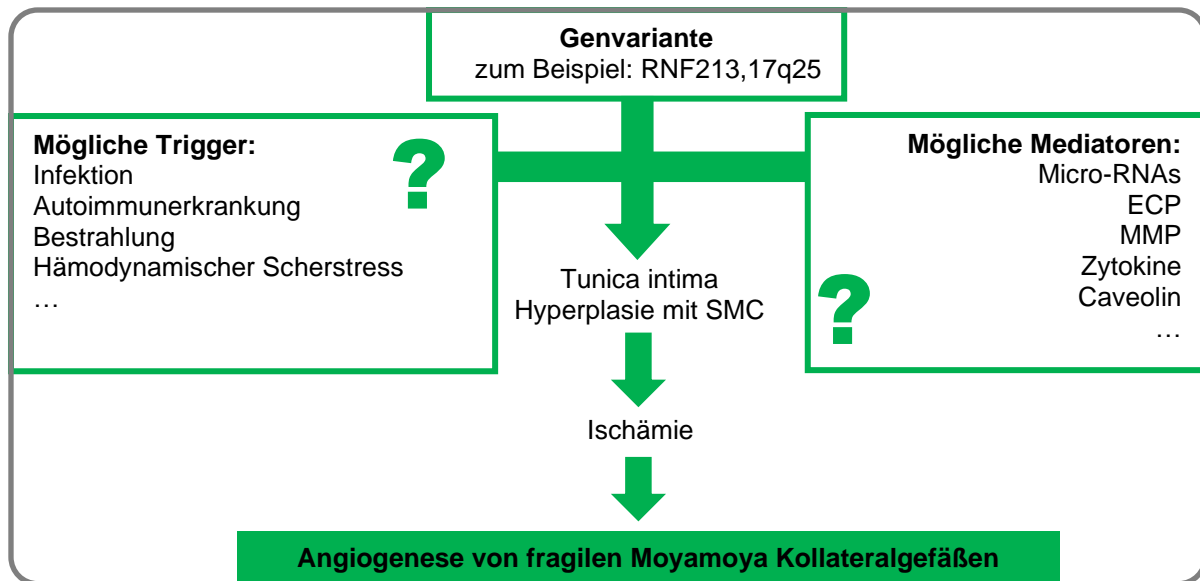 Genvariante
zum Beispiel: RNF213,17q25
Mögliche Trigger:
Infektion
Autoimmunerkrankung
Bestrahlung
Hämodynamischer Scherstress
…
?
Mögliche Mediatoren:
Micro-RNAs
ECP
MMP
Zytokine
Caveolin
…
?
Tunica intima
Hyperplasie mit SMC
Ischämie
Angiogenese von fragilen Moyamoya Kollateralgefäßen